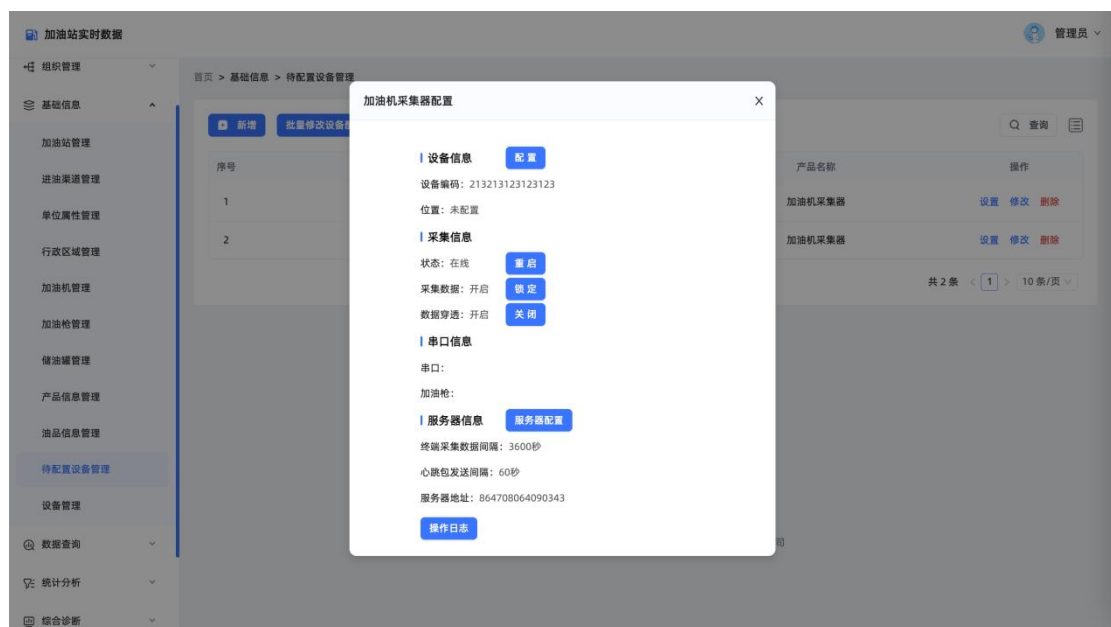 加油站实时数据
管理员
组织管理
首页 > 基础信息 > 待配置设备管理
基础信息
加油站管理
进油渠道管理
单位属性管理
行政区域管理
加油机管理
加油枪管理
储油罐管理
产品信息管理
油品信息管理
待配置设备管理
设备管理
数据查询
统计分析
综合诊断
新增 批量修改设备
查询
序号 产品名称 操作
1 加油机采集器 设置 修改 删除
2 加油机采集器 设置 修改 删除
共 2 条 < 1 > 10 条/页
加油机采集器配置 X
设备信息 配置
设备编码：213213123123123
位置：未配置
采集信息
状态：在线 重启
采集数据：开启 锁定
数据穿透：开启 关闭
串口信息
串口：
加油枪：
服务器信息 服务器配置
终端采集数据间隔：3600秒
心跳包发送间隔：60秒
服务器地址：864708064090343
操作日志